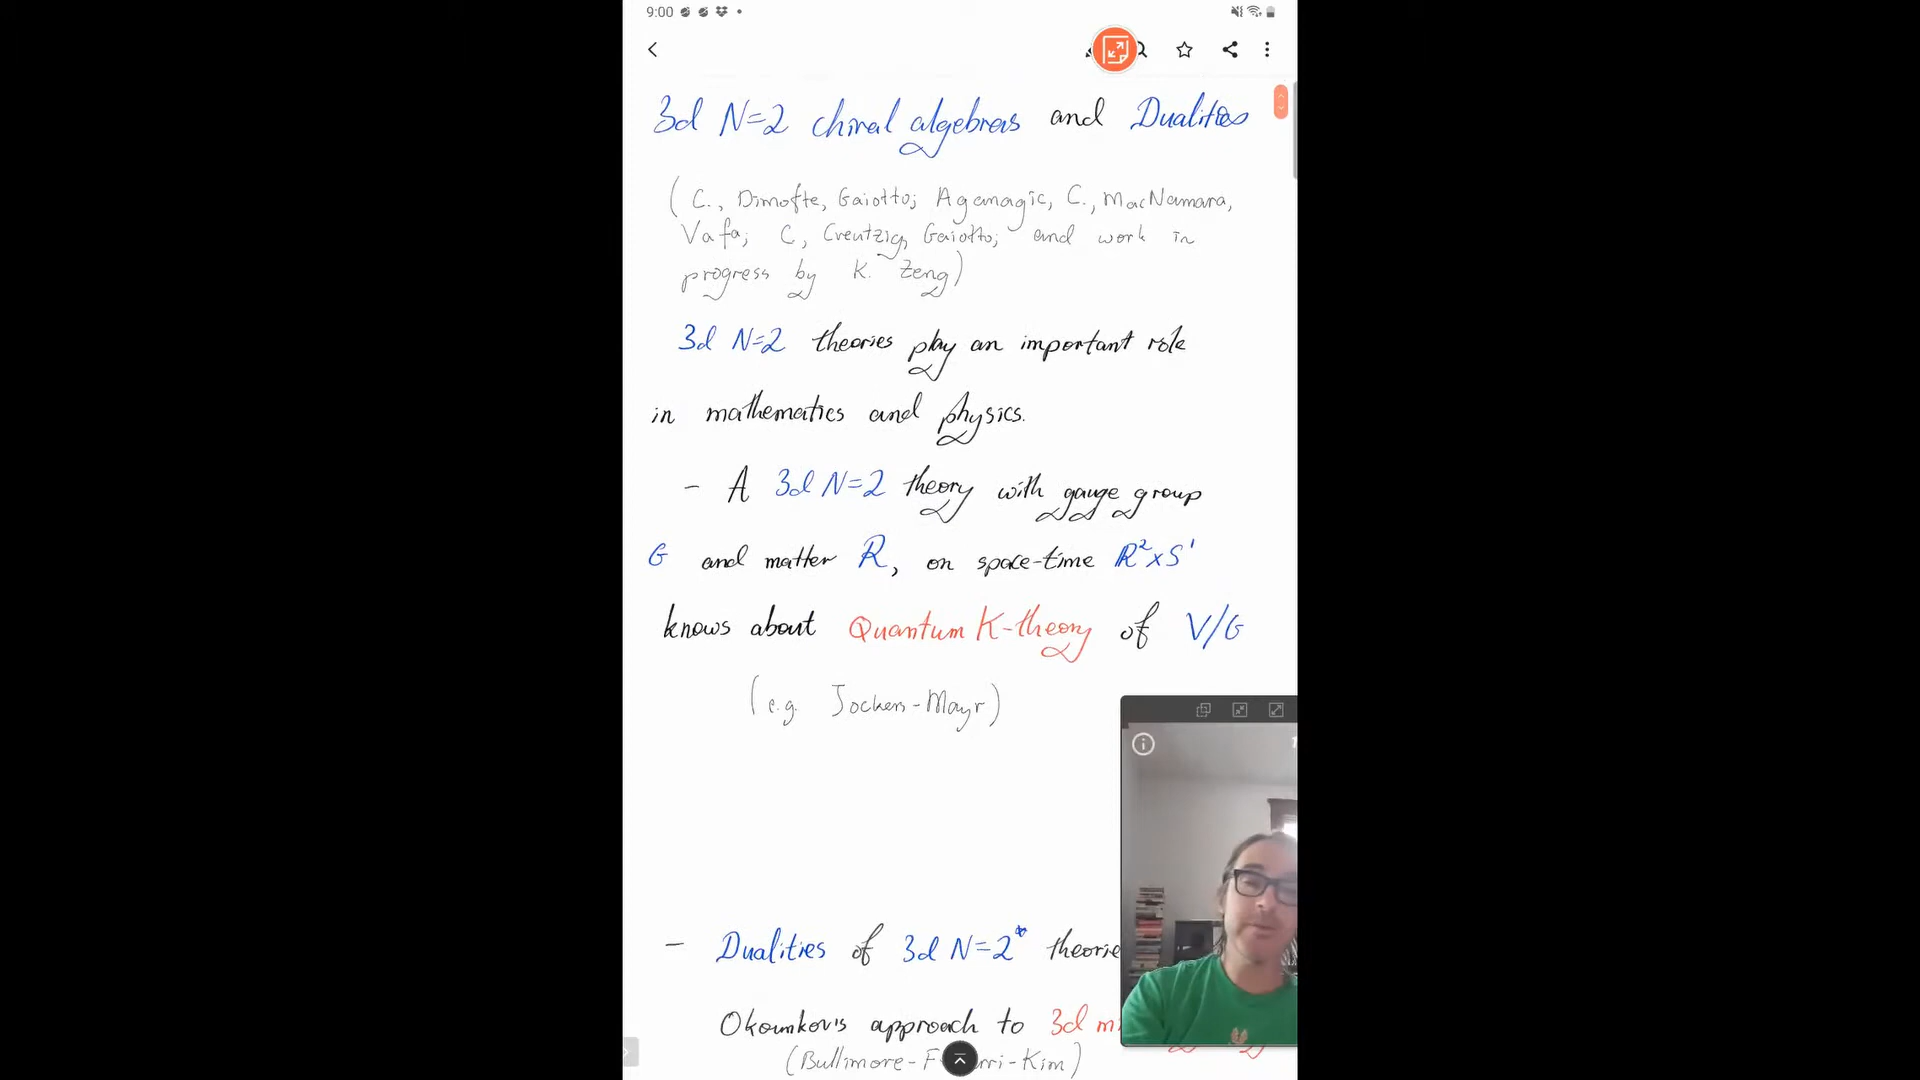 9:00
3d N=2 chiral algebras and Dualities
(C., Dimofte, Gaiotto; Aganagic, C., MacNamara,
Vafa; C, Creutzig, Gaiotto; and work in
progress by K. Zeng)
3d N=2 theories play an important role
in mathematics and physics.
- A 3d N=2 theory with gauge group
G and matter R, on space-time R²×S¹
knows about Quantum K-theory of V/G
(e.g. Jockers-Mayr)
- Dualities of 3d N=2* theorie
Okounkov's approach to 3d mi
(Bullimore-F rri-Kim)